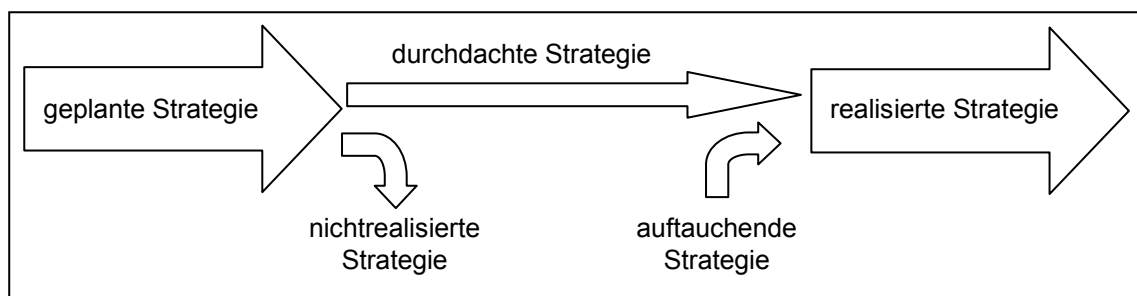 durchdachte Strategie
geplante Strategie
realisierte Strategie
nichtrealisierte
Strategie
auftauchende
Strategie